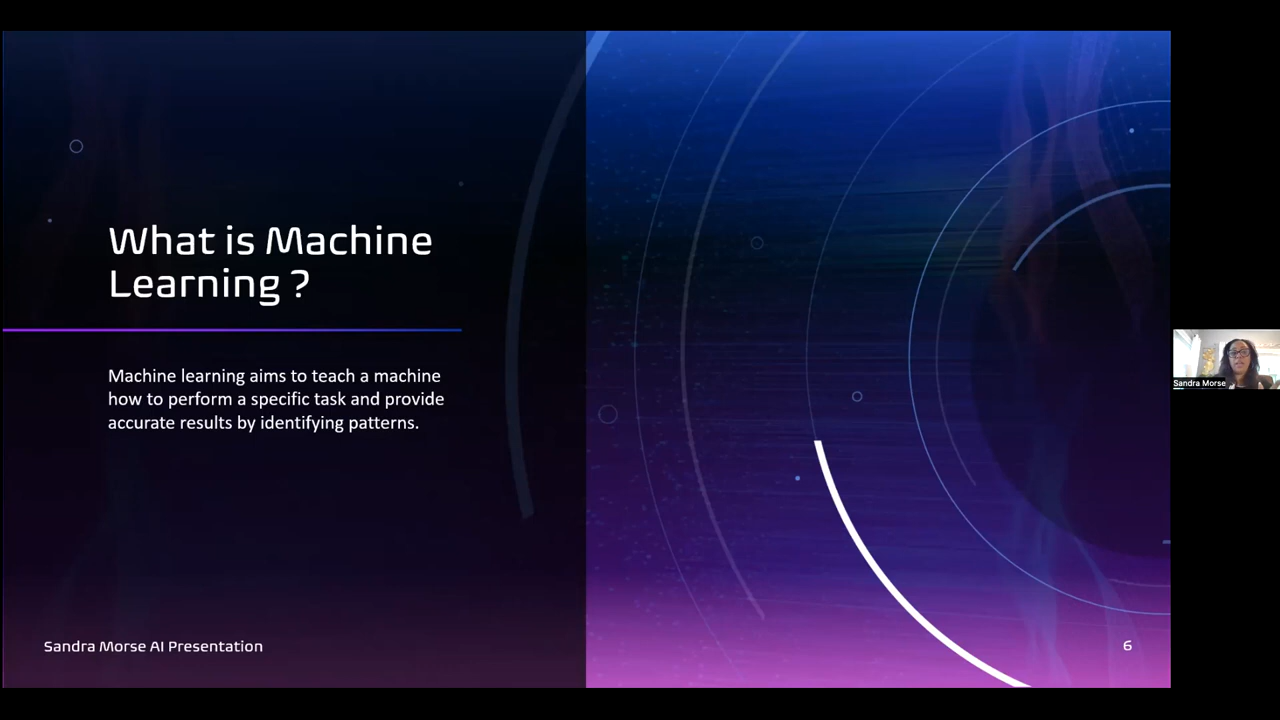 What is Machine
Learning ?
Machine learning aims to teach a machine
how to perform a specific task and provide
accurate results by identifying patterns.
Sandra Morse AI Presentation
6
Sandra Morse